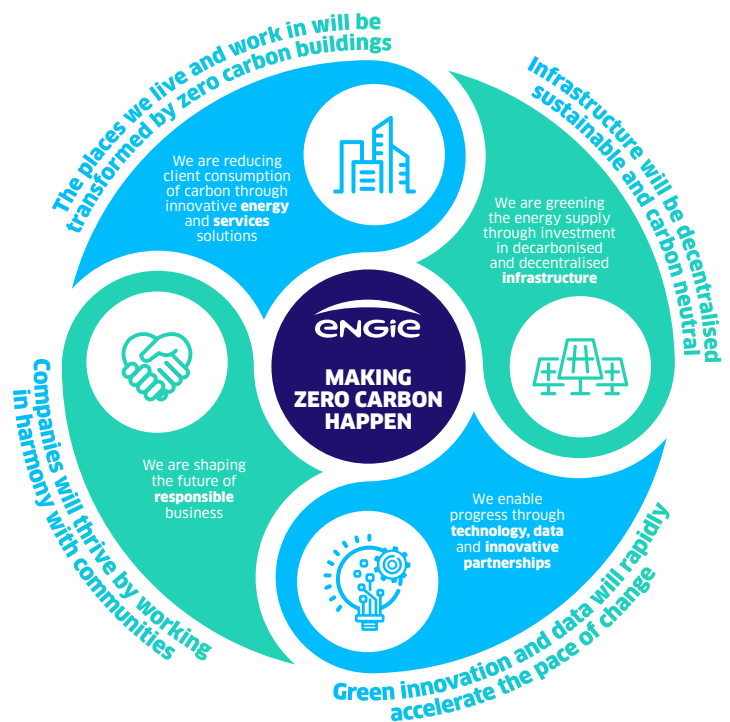 The places we live and work in will be
transformed by zero carbon buildings
We are reducing
client consumption
of carbon through
innovative energy
and services
solutions
Infrastructure will be decentralised
sustainable and carbon neutral
We are greening
the energy supply
through investment
in decarbonised
and decentralised
infrastructure
ENGIE
MAKING
ZERO CARBON
HAPPEN
Companies will thrive by working
in harmony with communities
We are shaping
the future of
responsible
business
We enable
progress through
technology, data
and innovative
partnerships
Green innovation and data will rapidly
accelerate the pace of change